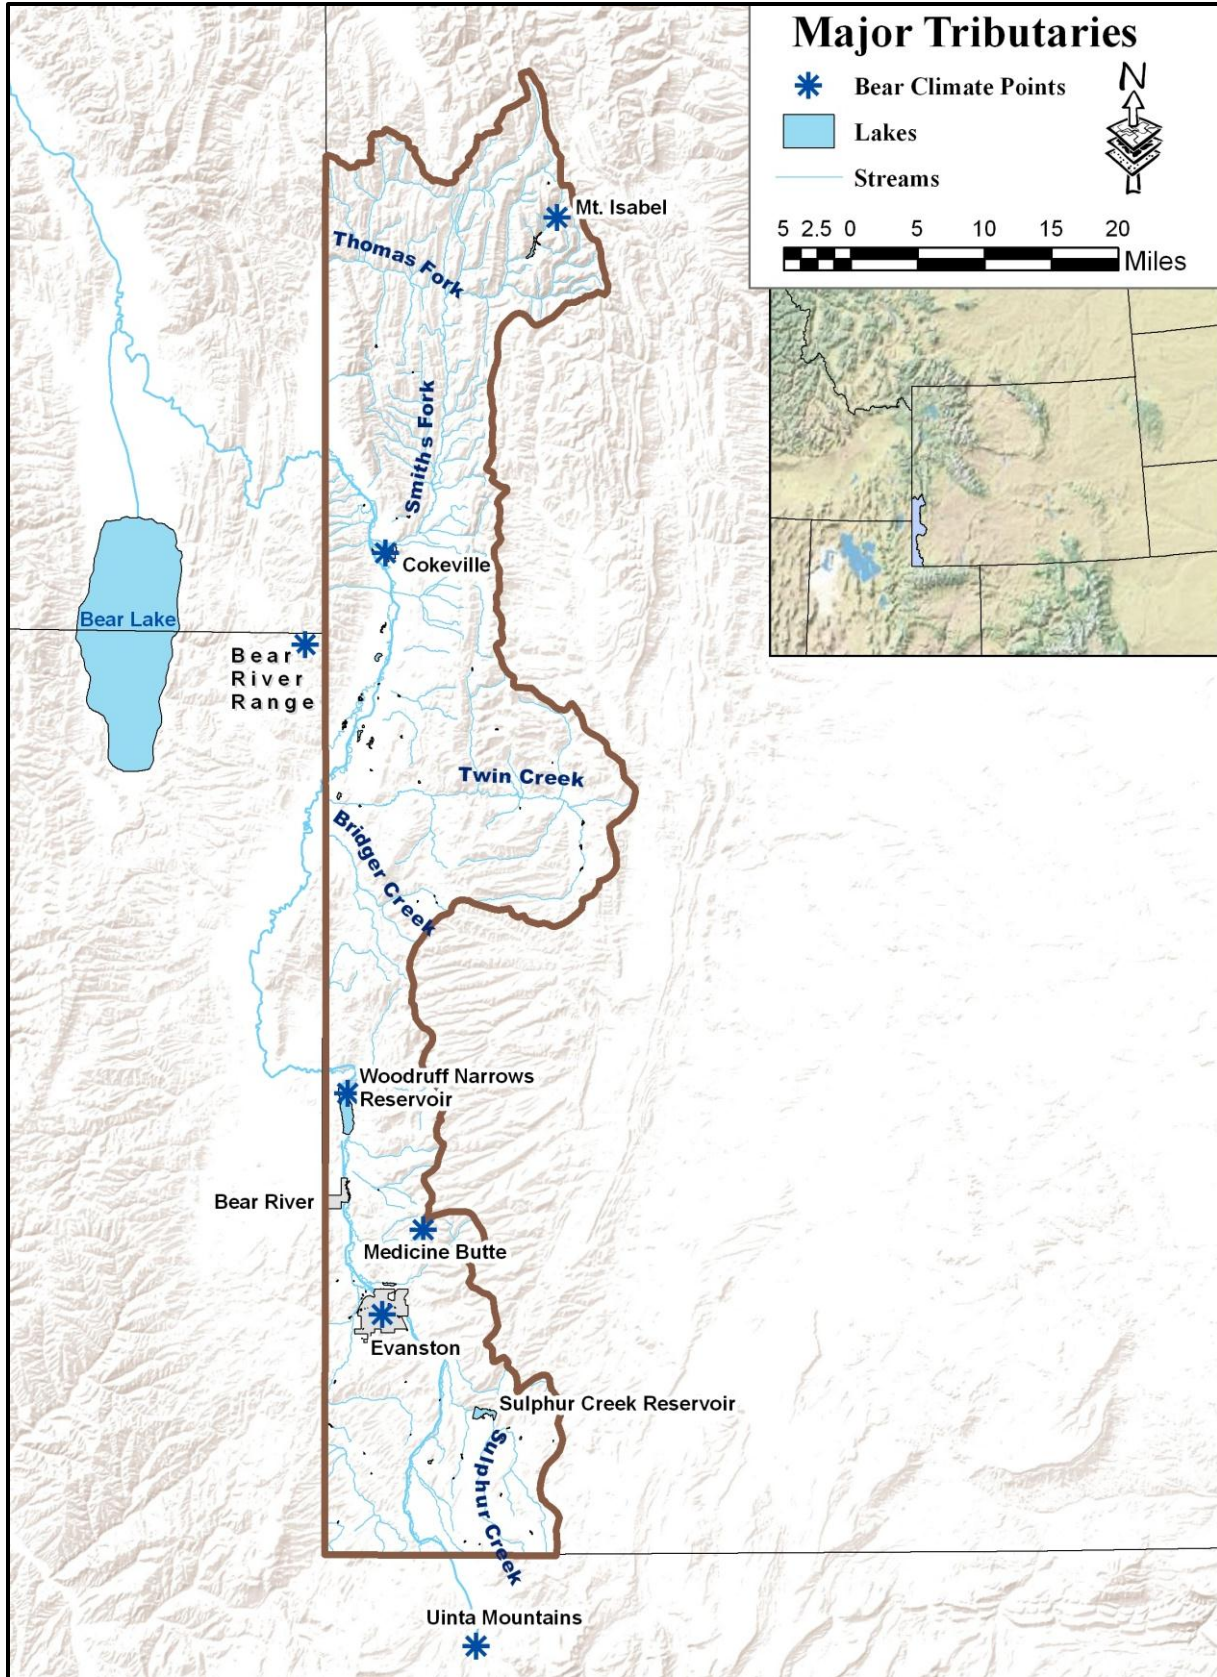 Major Tributaries
Bear Climate Points
Lakes
Streams
N
5 2.5 0 5 10 15 20
Miles
Mt. Isabel
Thomas Fork
Smiths Fork
Cokeville
Bear Lake
Bear
River
Range
Twin Creek
Bridger Creek
Woodruff Narrows
Reservoir
Bear River
Medicine Butte
Evanston
Sulphur Creek Reservoir
Sulphur Creek
Uinta Mountains